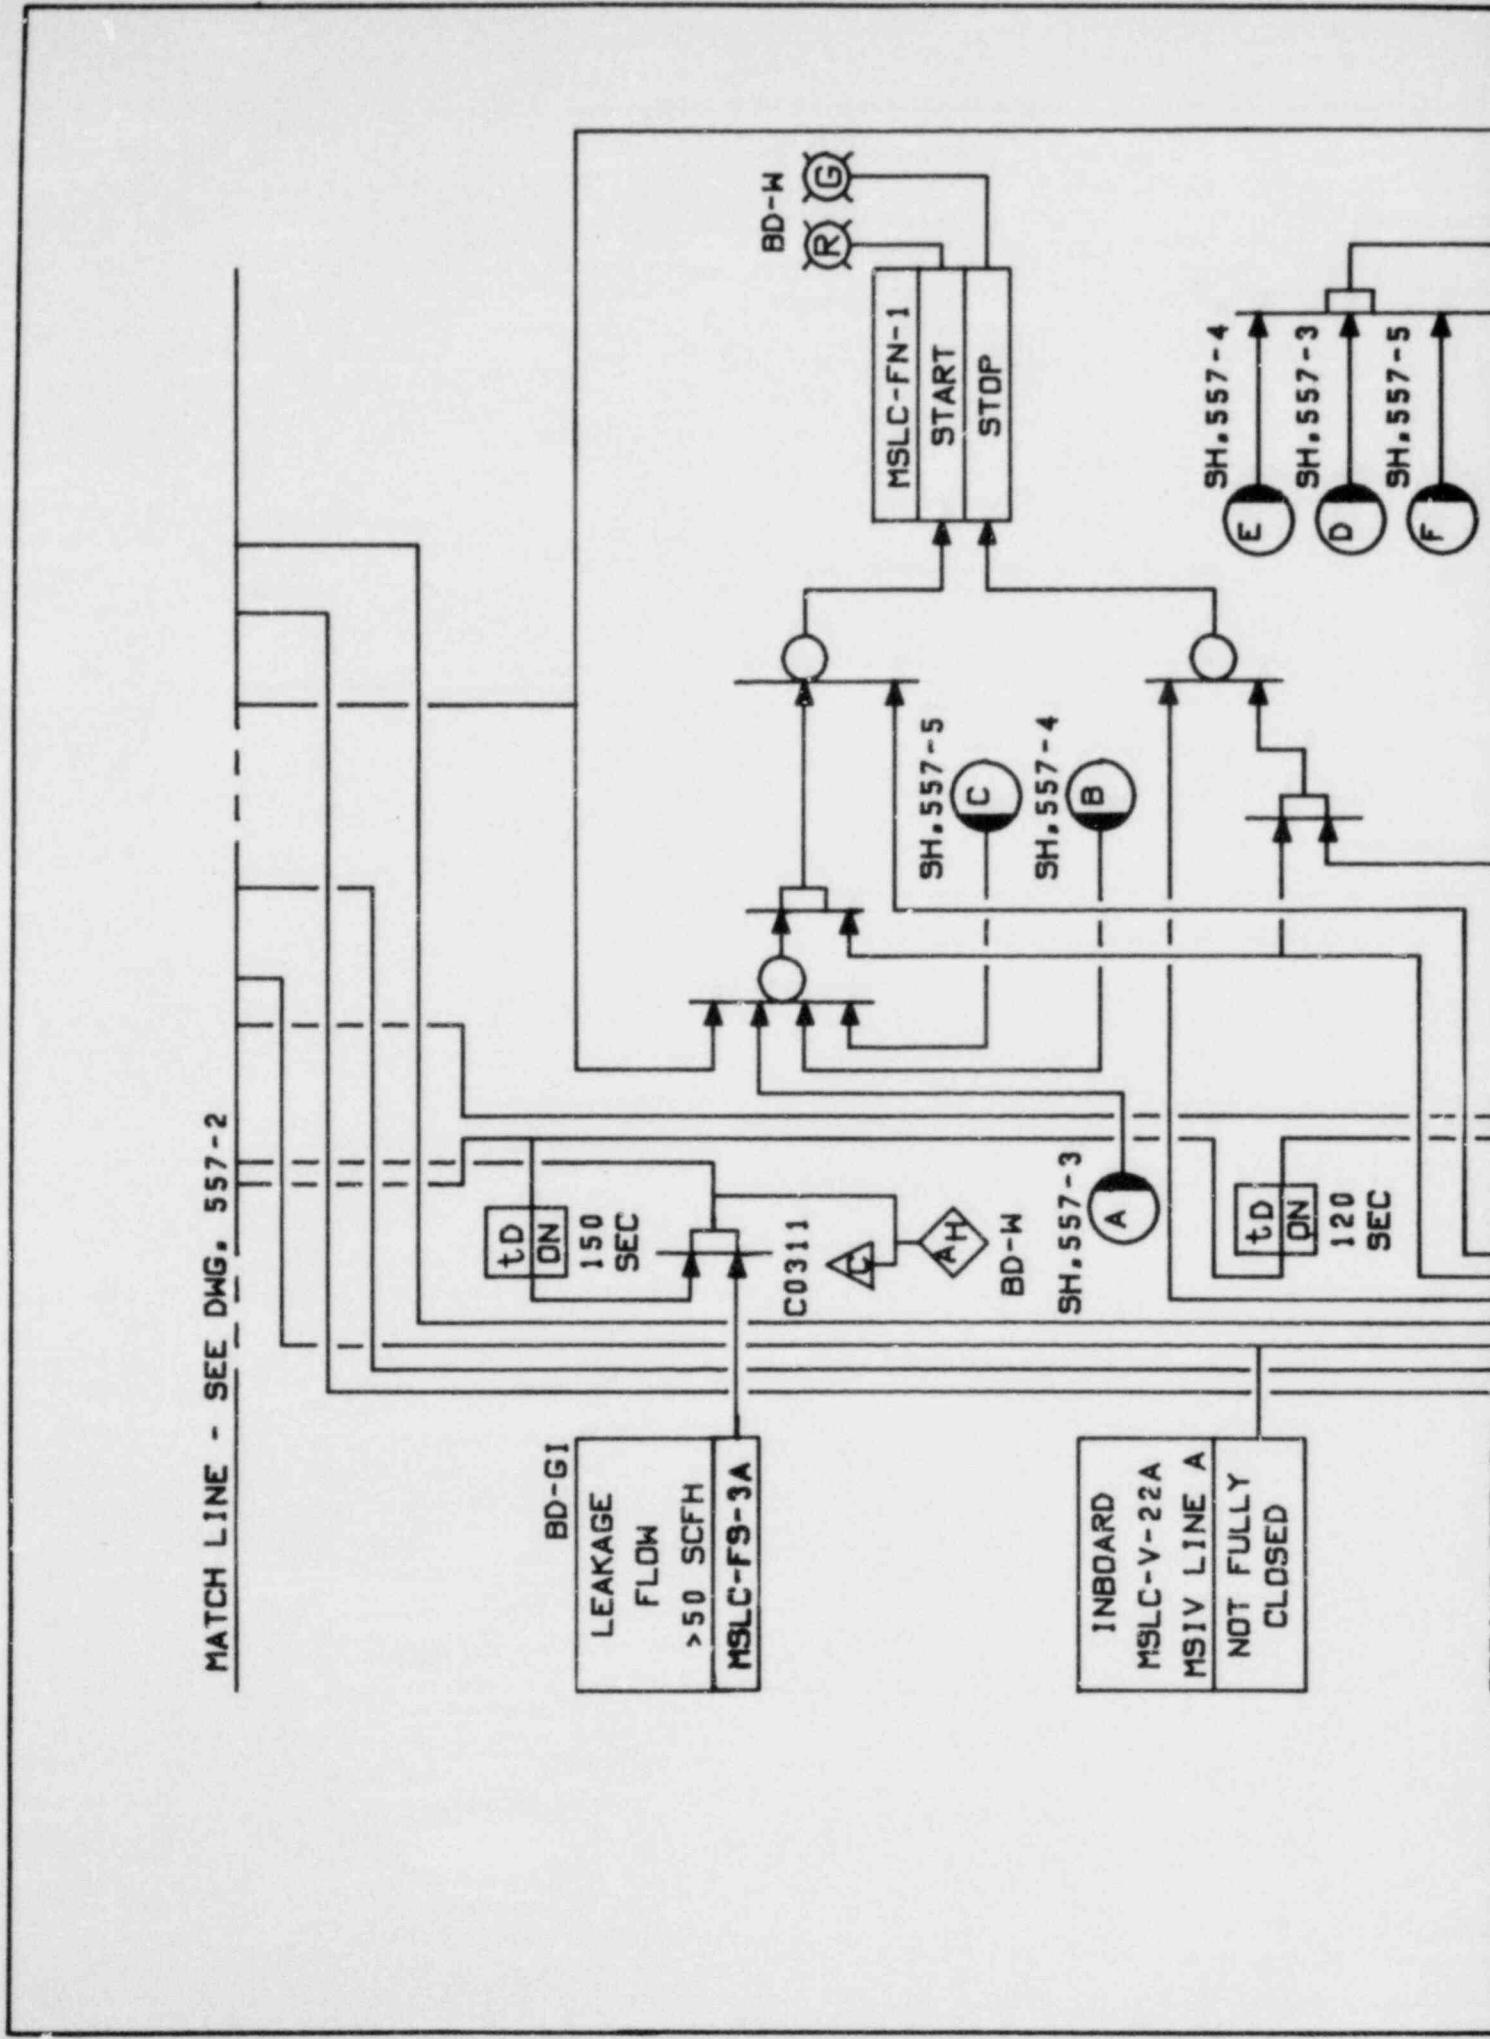 MATCH LINE - SEE DWG. 557-2
BD-GI
LEAKAGE
FLOW
>50 SCFH
MSLC-FS-3A
tD
ON
150
SEC
C0311
C
AH
BD-W
INBOARD
MSLC-V-22A
MSIV LINE A
NOT FULLY
CLOSED
SH.557-3
A
tD
ON
120
SEC
SH.557-5
C
SH.557-4
B
BD-W
R
G
MSLC-FN-1
START
STOP
SH.557-4
E
SH.557-3
D
SH.557-5
F